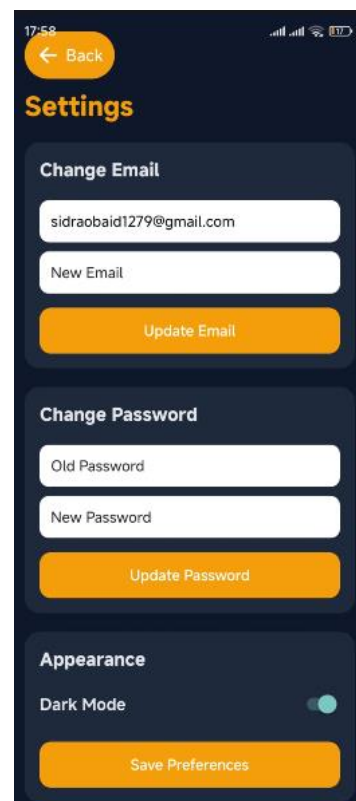 17:58
117
← Back
Settings
Change Email
sidraobaid1279@gmail.com
New Email
Update Email
Change Password
Old Password
New Password
Update Password
Appearance
Dark Mode
Save Preferences